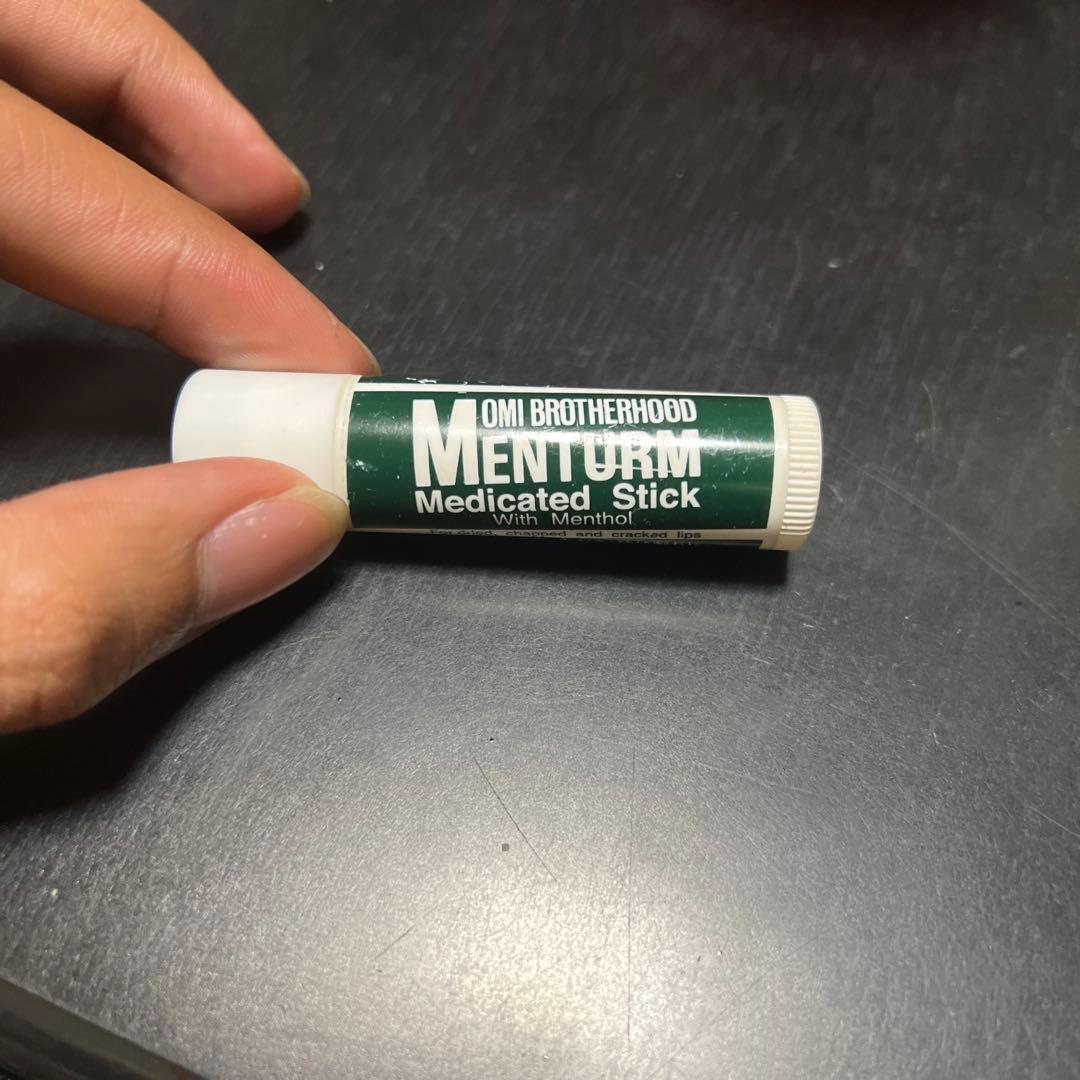 OMI BROTHERHOOD
MENTURM
Medicated Stick
With Menthol
For dried, chapped and cracked lips